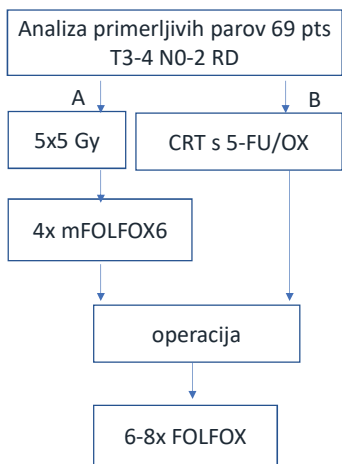 Analiza primerljivih parov 69 pts
T3-4 N0-2 RD
A
B
5x5 Gy
CRT s 5-FU/OX
4x mFOLFOX6
operacija
6-8x FOLFOX